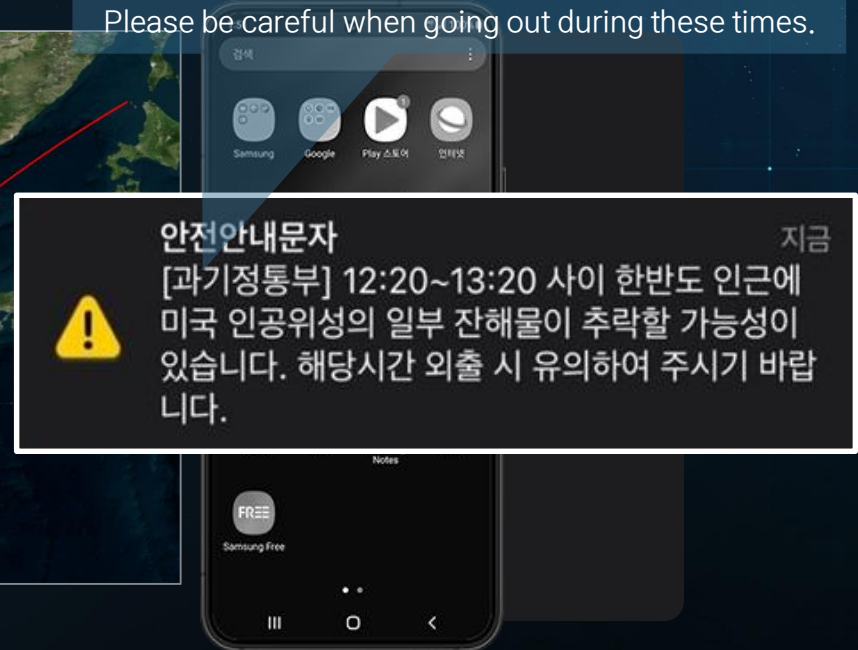 Please be careful when going out during these times.
검색
Samsung
Google
Play 스토어
인터넷
안전안내문자
지금
[과기정통부] 12:20~13:20 사이 한반도 인근에
미국 인공위성의 일부 잔해물이 추락할 가능성이
있습니다. 해당시간 외출 시 유의하여 주시기 바랍
니다.
Notes
FREE
Samsung Free